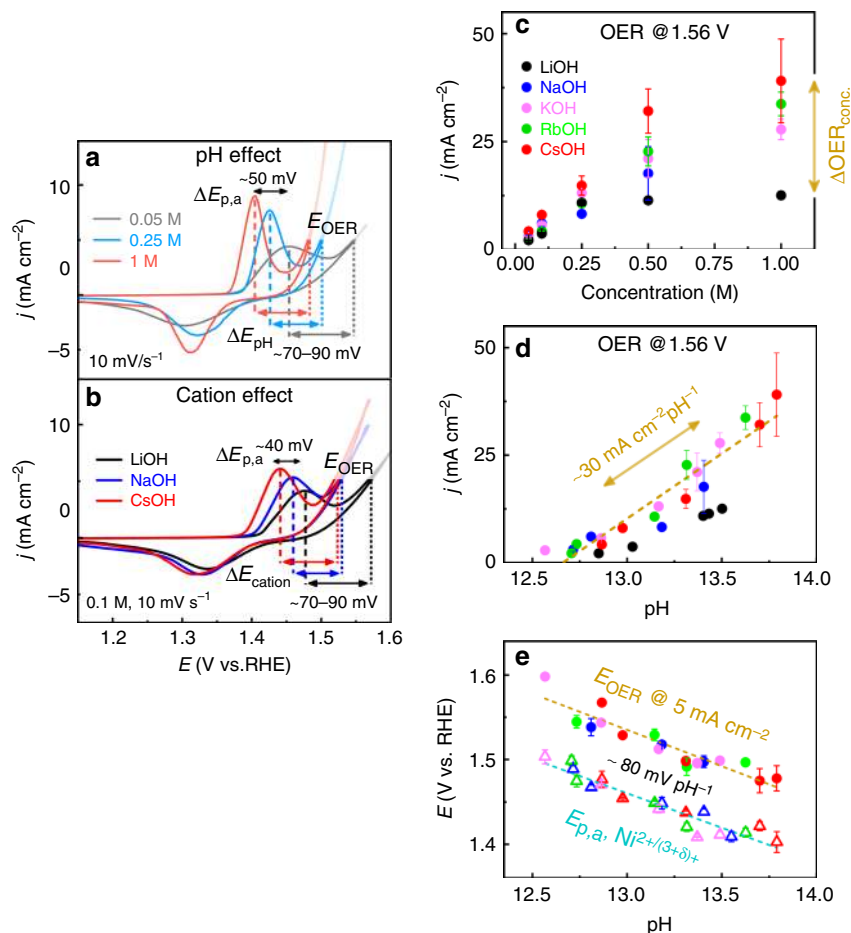 a
pH effect
~50 mV
ΔEp,a
EOER
0.05 M
0.25 M
1 M
ΔEpH
~70–90 mV
10 mV/s⁻¹
j (mA cm⁻²)
10
5
0
−5
b
Cation effect
~40 mV
ΔEp,a
EOER
LiOH
NaOH
CsOH
ΔEcation
~70–90 mV
0.1 M, 10 mV s⁻¹
j (mA cm⁻²)
10
5
0
−5
1.2
1.3
1.4
1.5
1.6
E (V vs.RHE)
c
OER @1.56 V
LiOH
NaOH
KOH
RbOH
CsOH
ΔOERconc.
j (mA cm⁻²)
50
25
0
0.00
0.25
0.50
0.75
1.00
Concentration (M)
d
OER @1.56 V
~30 mA cm⁻²pH⁻¹
j (mA cm⁻²)
50
25
0
12.5
13.0
13.5
14.0
pH
e
EOER @ 5 mA cm⁻²
~ 80 mV pH⁻¹
Ep,a, Ni²⁺/⁽³⁺δ⁾⁺
E (V vs. RHE)
1.6
1.5
1.4
12.5
13.0
13.5
14.0
pH